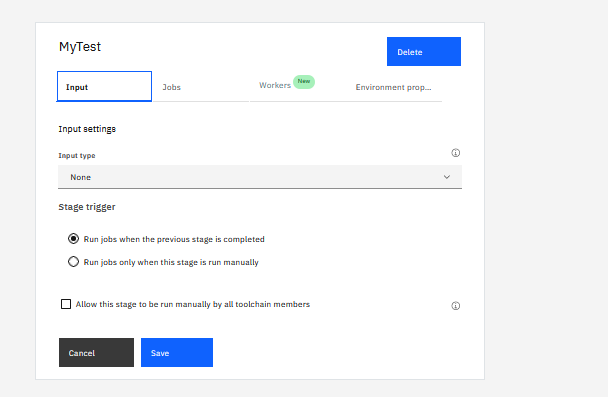 MyTest
Delete
Input
Jobs
Workers New
Environment prop...
Input settings
Input type
None
Stage trigger
Run jobs when the previous stage is completed
Run jobs only when this stage is run manually
Allow this stage to be run manually by all toolchain members
Cancel
Save